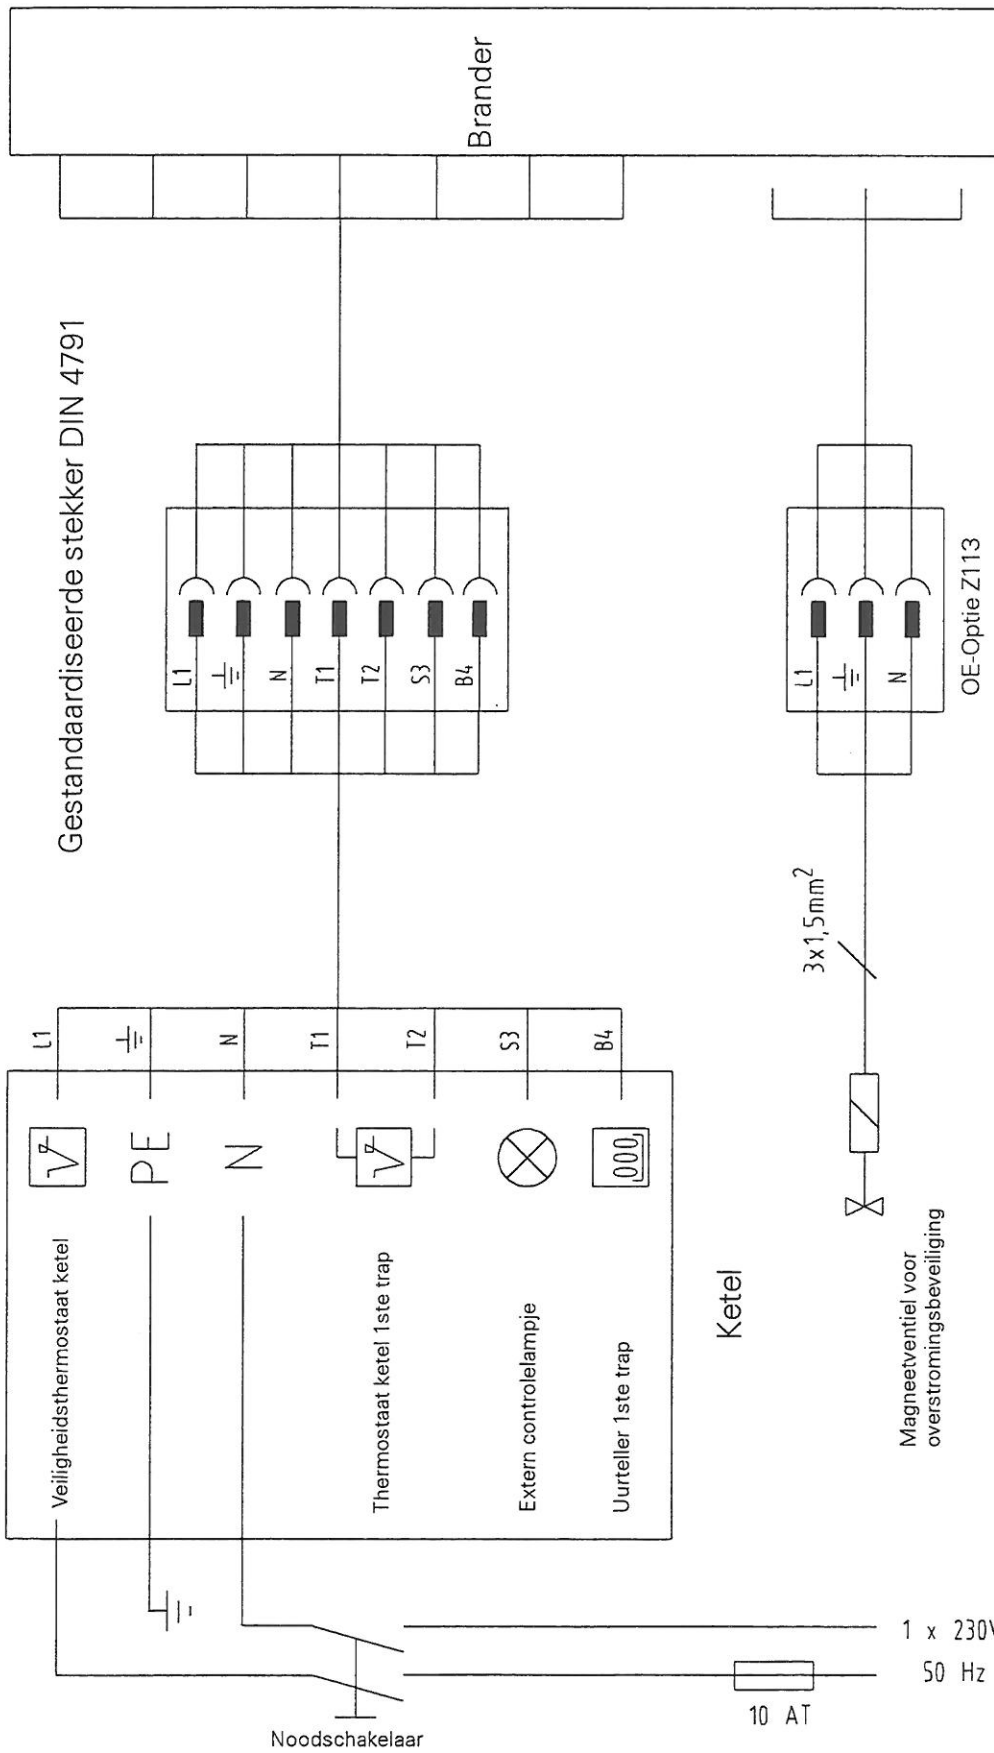 Brander
Gestandaardiseerde stekker DIN 4791
L1
N
T1
T2
S3
B4
L1
N
OE-Optie Z113
3x1,5mm²
L1
N
T1
T2
S3
B4
PE
N
000
Veiligheidsthermostaat ketel
Thermostaat ketel 1ste trap
Extern controlelampje
Uurteller 1ste trap
Ketel
Magneetventiel voor
overstromingsbeveiliging
1 x 230V
50 Hz
10 AT
Noodschakelaar